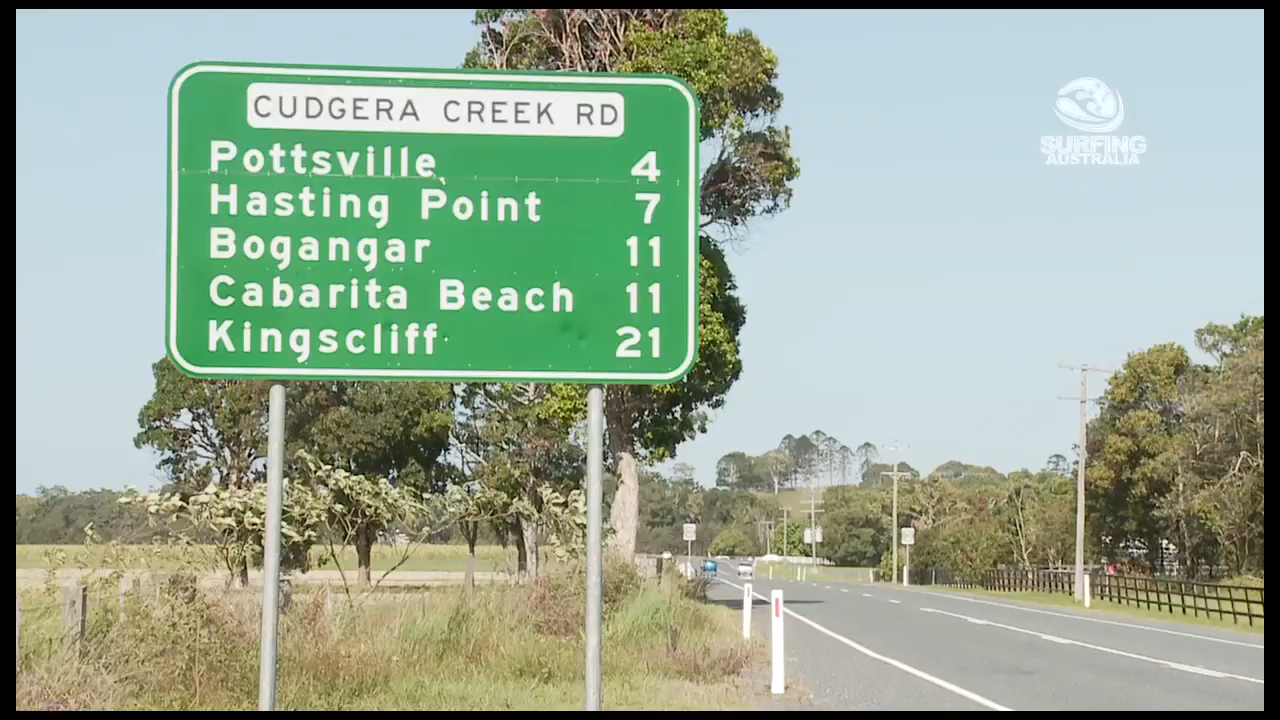 CUDGERA CREEK RD
Pottsville 4
Hasting Point 7
Bogangar 11
Cabarita Beach 11
Kingscliff 21
SURFING
AUSTRALIA